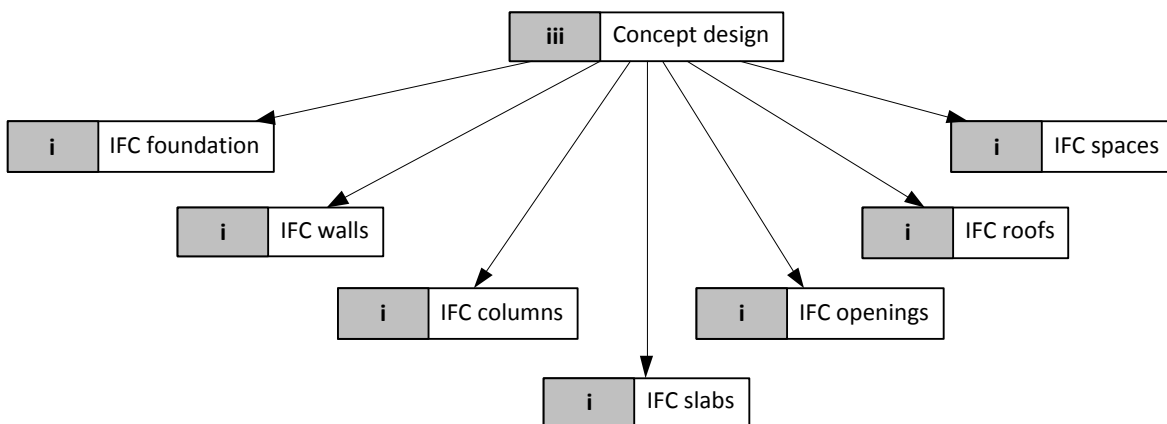 iii Concept design
i IFC foundation
i IFC spaces
i IFC walls
i IFC roofs
i IFC columns
i IFC openings
i IFC slabs